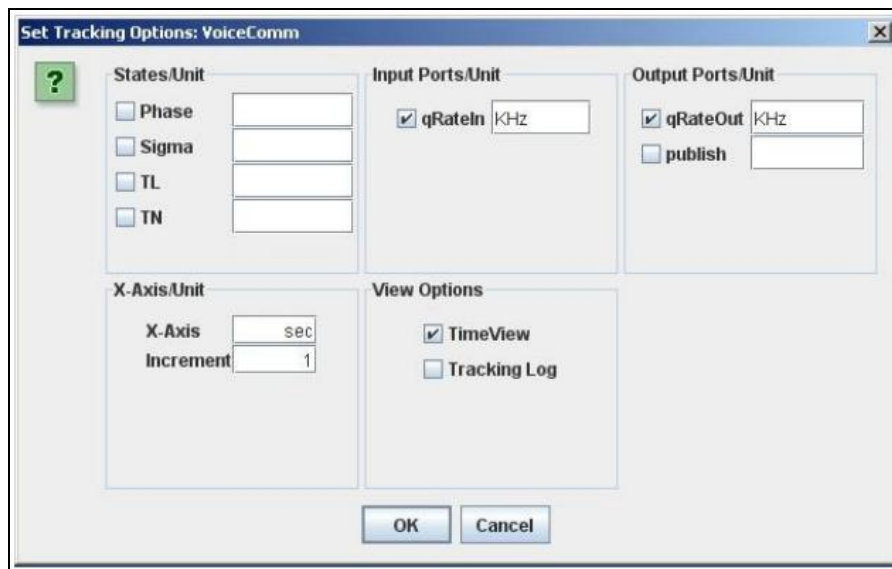 Set Tracking Options: VoiceComm
?
States/Unit
Phase
Sigma
TL
TN
Input Ports/Unit
qRateIn KHz
Output Ports/Unit
qRateOut KHz
publish
X-Axis/Unit
X-Axis sec
Increment 1
View Options
TimeView
Tracking Log
OK
Cancel